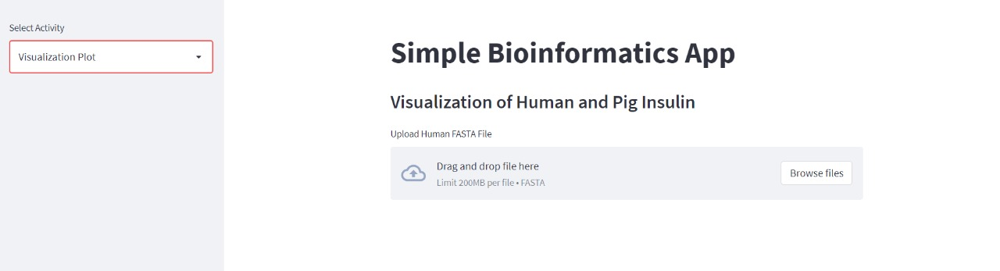 Select Activity
Visualization Plot
Simple Bioinformatics App
Visualization of Human and Pig Insulin
Upload Human FASTA File
Drag and drop file here
Limit 200MB per file • FASTA
Browse files